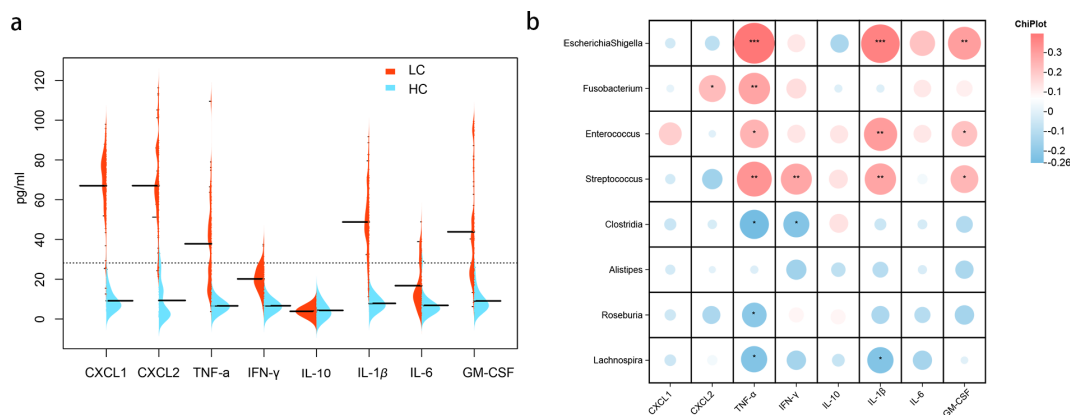 a
pg/ml
120
100
80
60
40
20
0
LC
HC
CXCL1 CXCL2 TNF-a IFN-γ IL-10 IL-1β IL-6 GM-CSF
b
ChiPlot
EscherichiaShigella *** *** **
Fusobacterium * **
Enterococcus * ** *
Streptococcus ** ** ** *
Clostridia * *
Alistipes
Roseburia *
Lachnospira * *
CXCL1 CXCL2 TNF-α IFN-γ IL-10 IL-1β IL-6 GM-CSF
0.3
0.2
0.1
0
-0.1
-0.2
-0.26